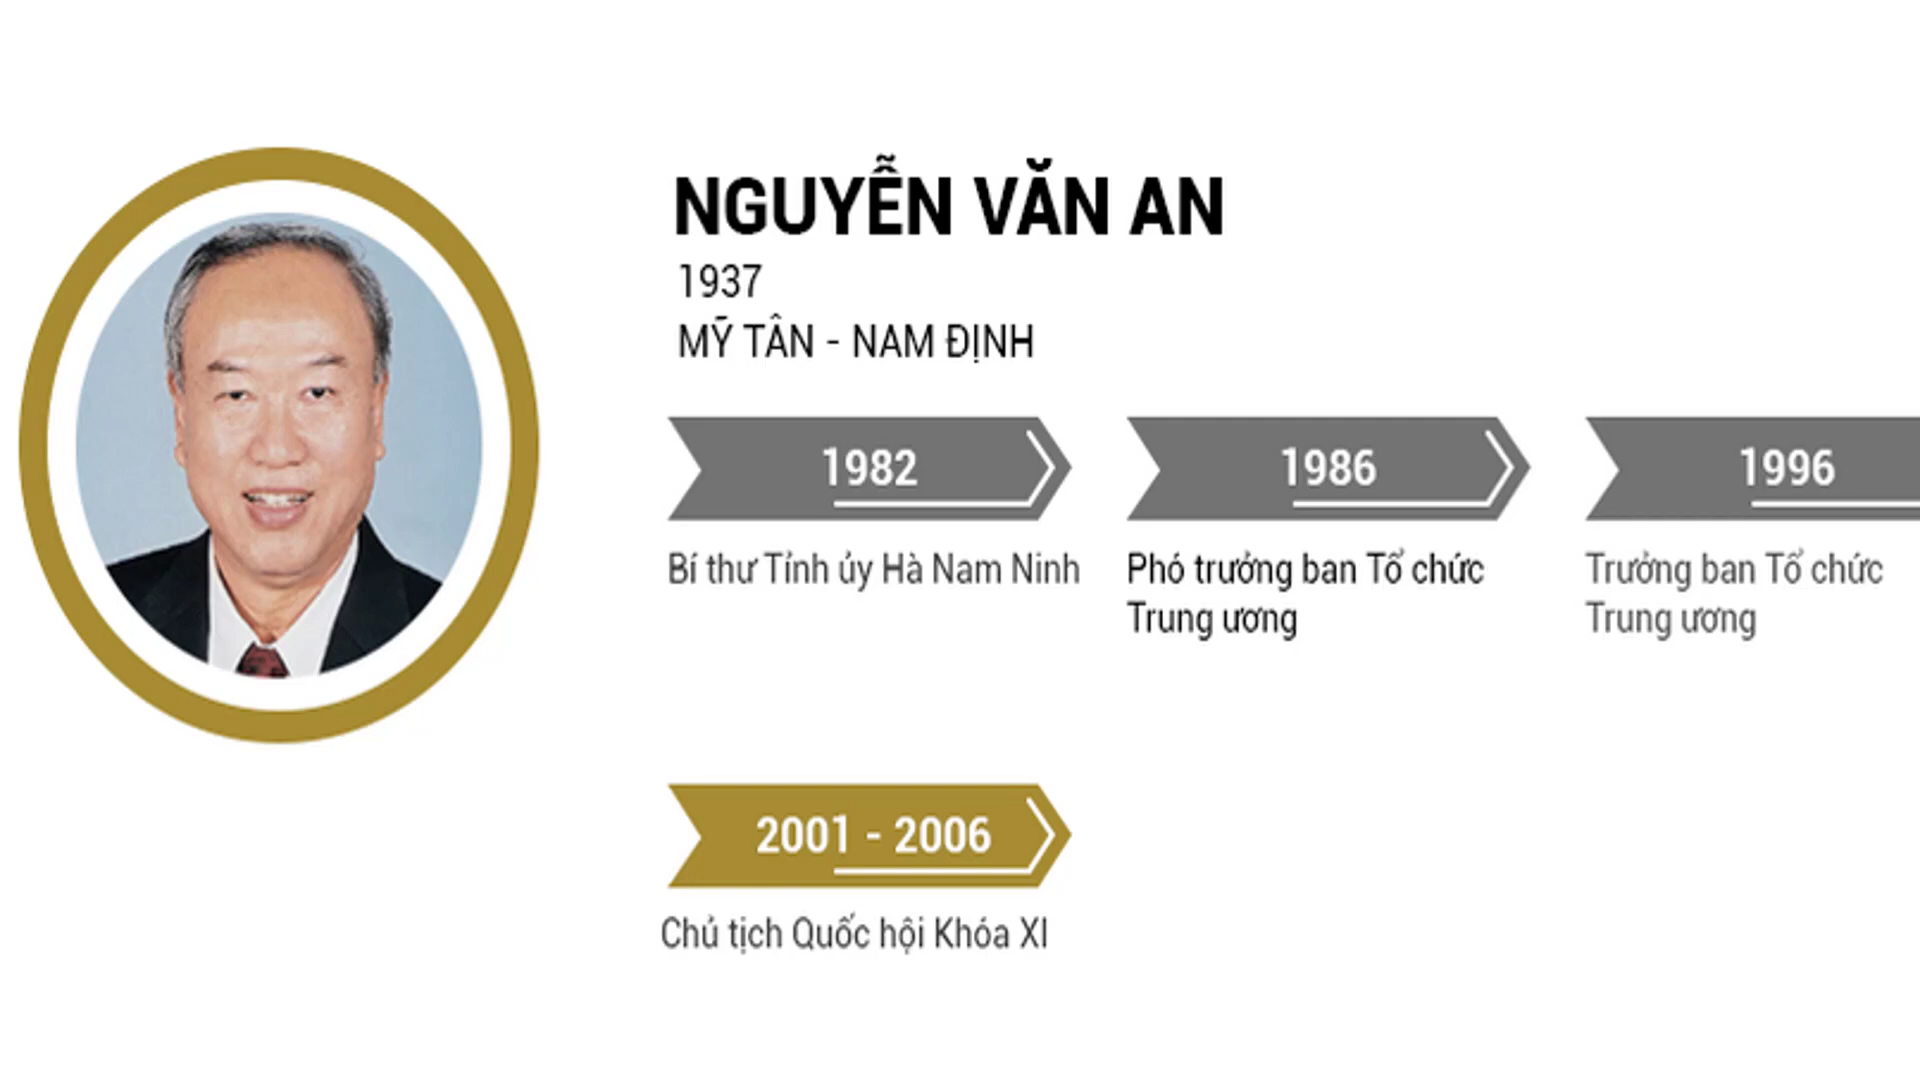 NGUYỄN VĂN AN
1937
MỸ TÂN - NAM ĐỊNH
1982
Bí thư Tỉnh ủy Hà Nam Ninh
1986
Phó trưởng ban Tổ chức
Trung ương
1996
Trưởng ban Tổ chức
Trung ương
2001 - 2006
Chủ tịch Quốc hội Khóa XI